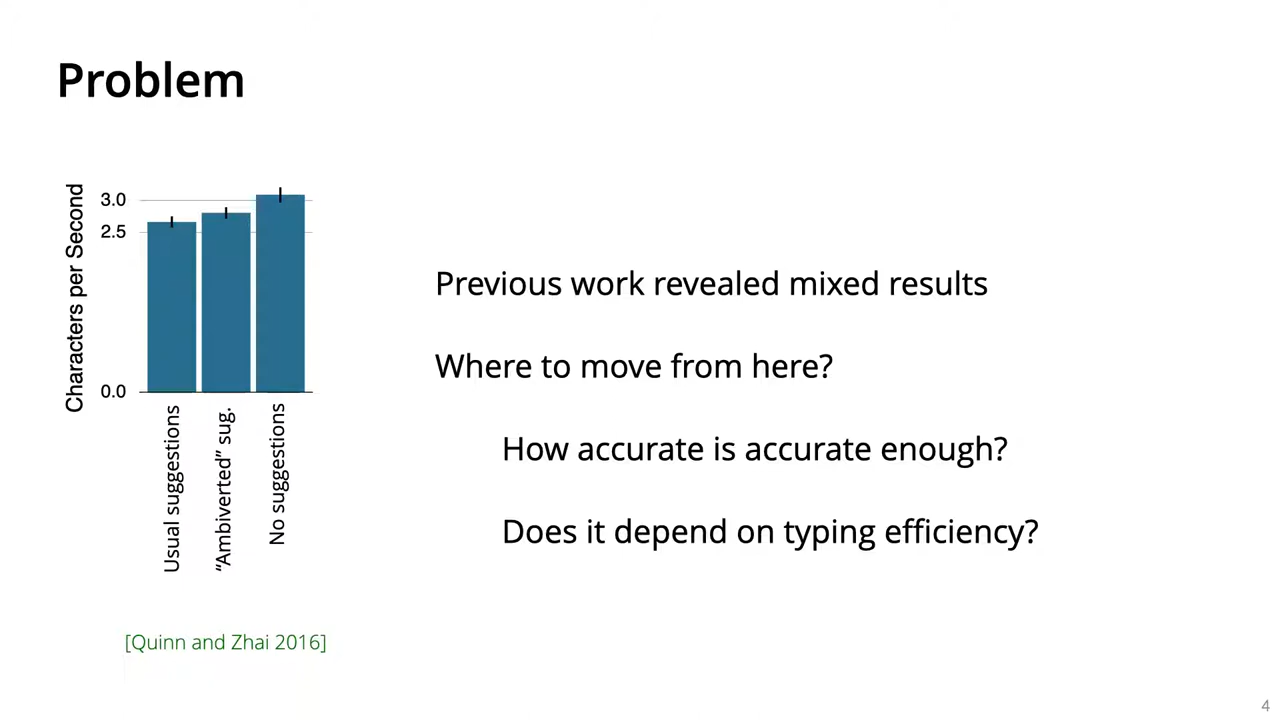 Problem
Characters per Second
3.0
2.5
0.0
Usual suggestions
“Ambiverted” sug.
No suggestions
[Quinn and Zhai 2016]
Previous work revealed mixed results
Where to move from here?
How accurate is accurate enough?
Does it depend on typing efficiency?
4